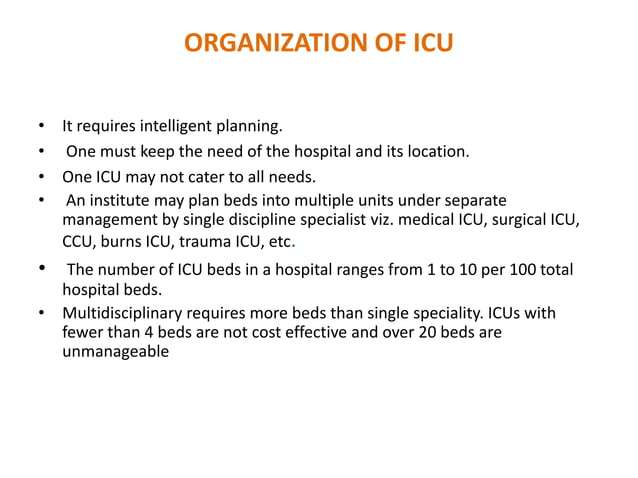 ORGANIZATION OF ICU
• It requires intelligent planning.
• One must keep the need of the hospital and its location.
• One ICU may not cater to all needs.
• An institute may plan beds into multiple units under separate
management by single discipline specialist viz. medical ICU, surgical ICU,
CCU, burns ICU, trauma ICU, etc.
• The number of ICU beds in a hospital ranges from 1 to 10 per 100 total
hospital beds.
• Multidisciplinary requires more beds than single speciality. ICUs with
fewer than 4 beds are not cost effective and over 20 beds are
unmanageable